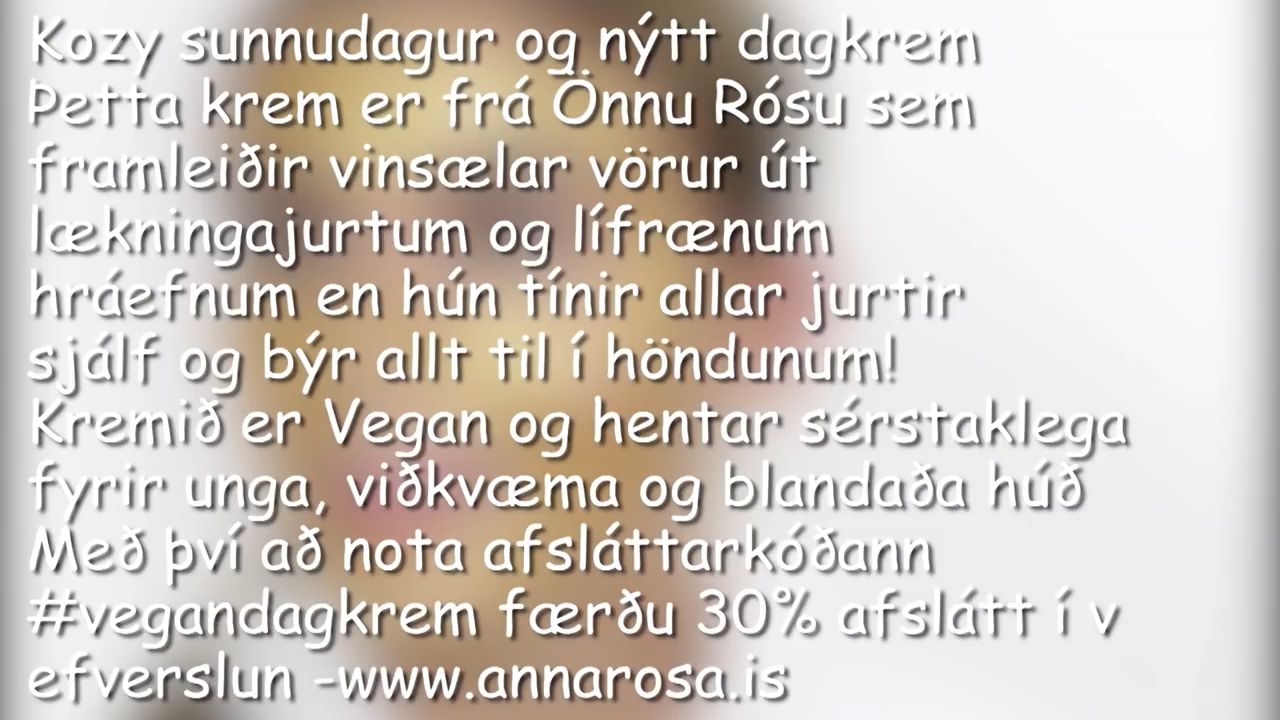 Kozy sunnudagur og nýtt dagkrem
Þetta krem er frá Önnu Rósu sem
framleiðir vinsælar vörur út
lækningajurtum og lífrænum
hráefnum en hún tínir allar jurtir
sjálf og býr allt til í höndunum!
Kremið er Vegan og hentar sérstaklega
fyrir unga, viðkvæma og blandaða húð
Með því að nota afsláttarkóðann
#vegandagkrem færðu 30% afslátt í v
efverslun -www.annarosa.is